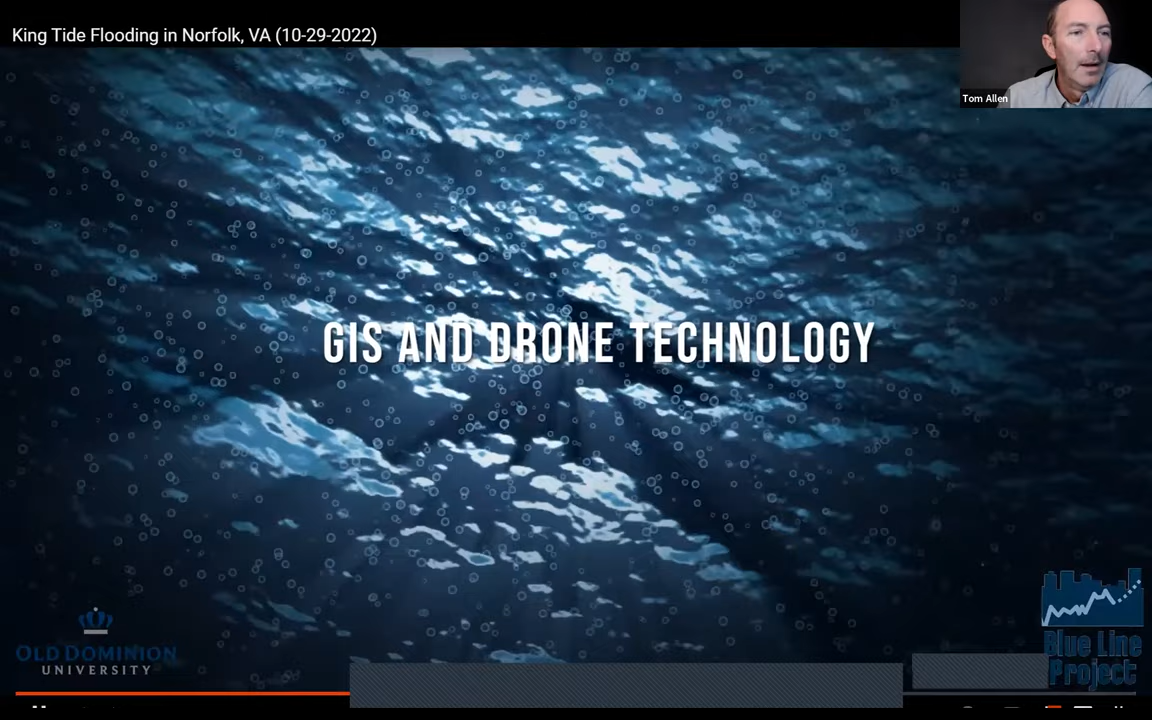 King Tide Flooding in Norfolk, VA (10-29-2022)
Tom Allen
GIS AND DRONE TECHNOLOGY
OLD DOMINION
UNIVERSITY
Blue Line
Project